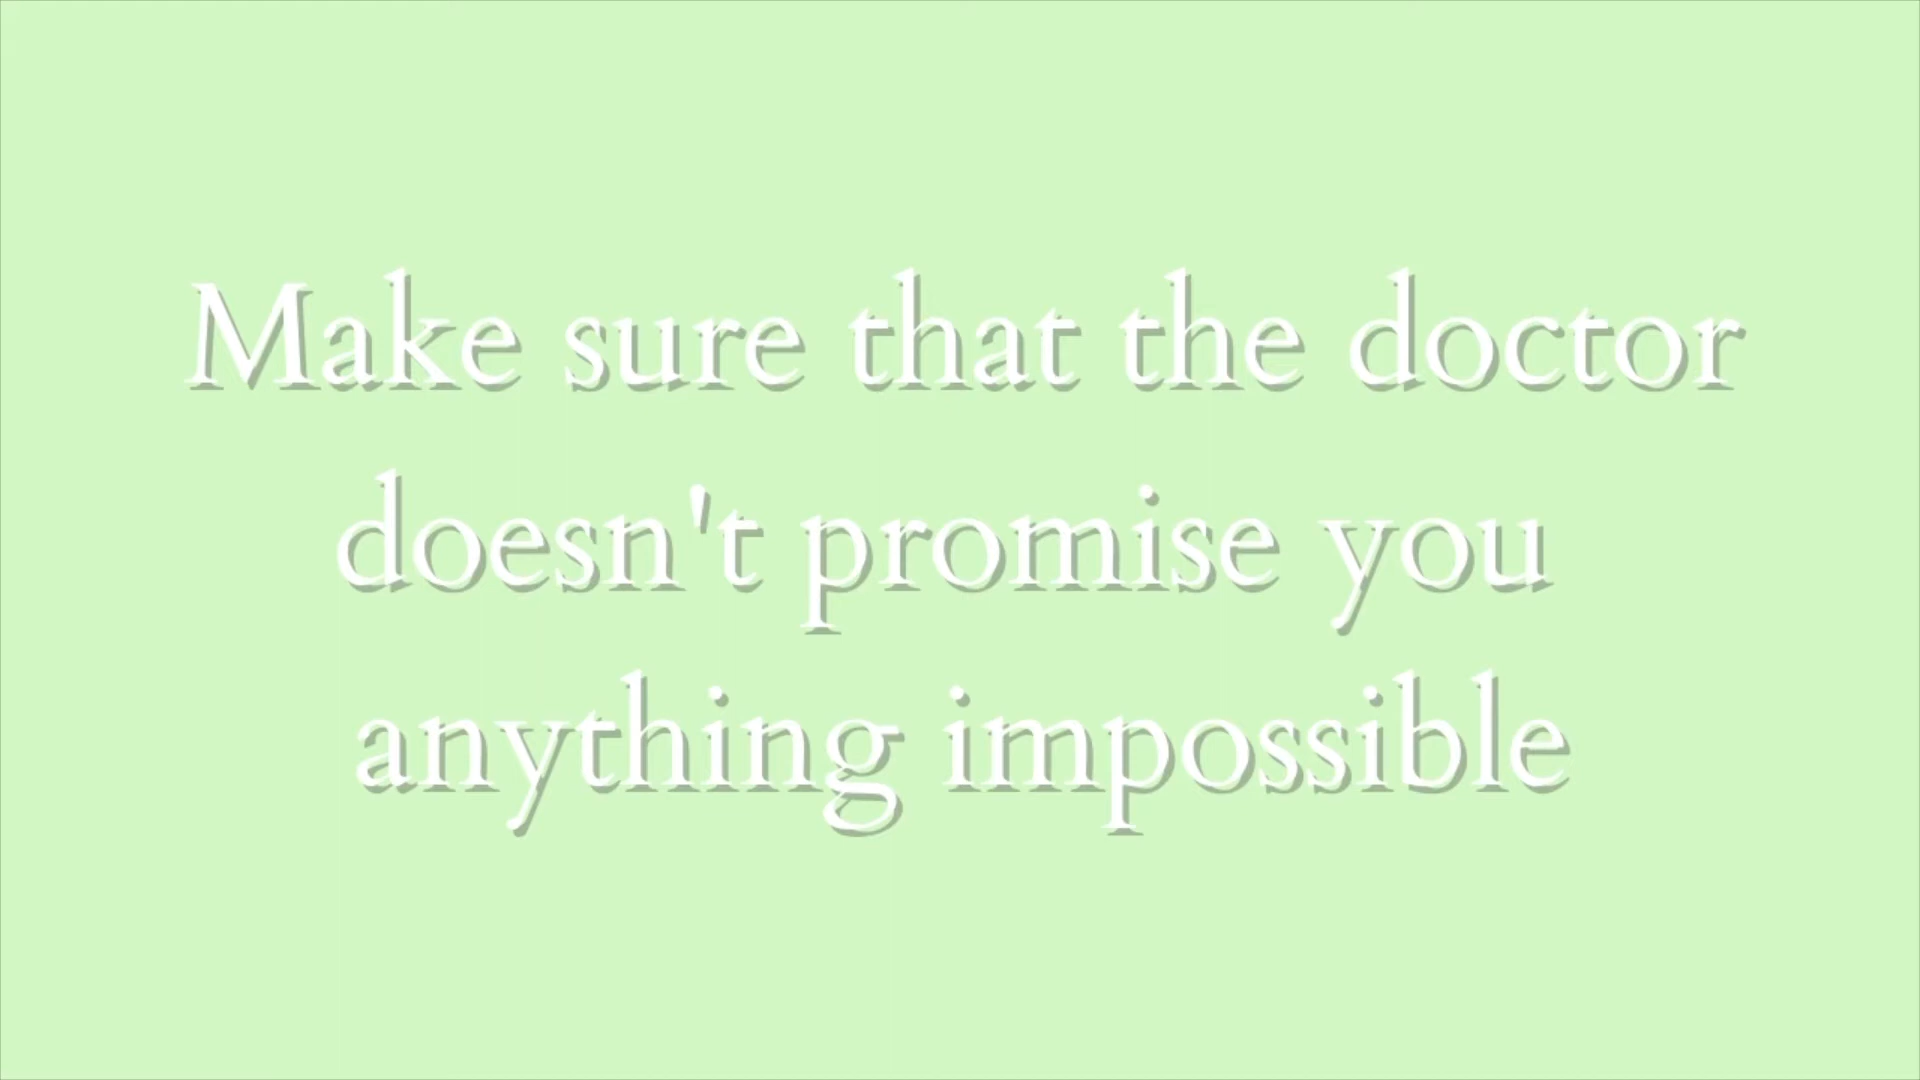 Make sure that the doctor
doesn't promise you
anything impossible